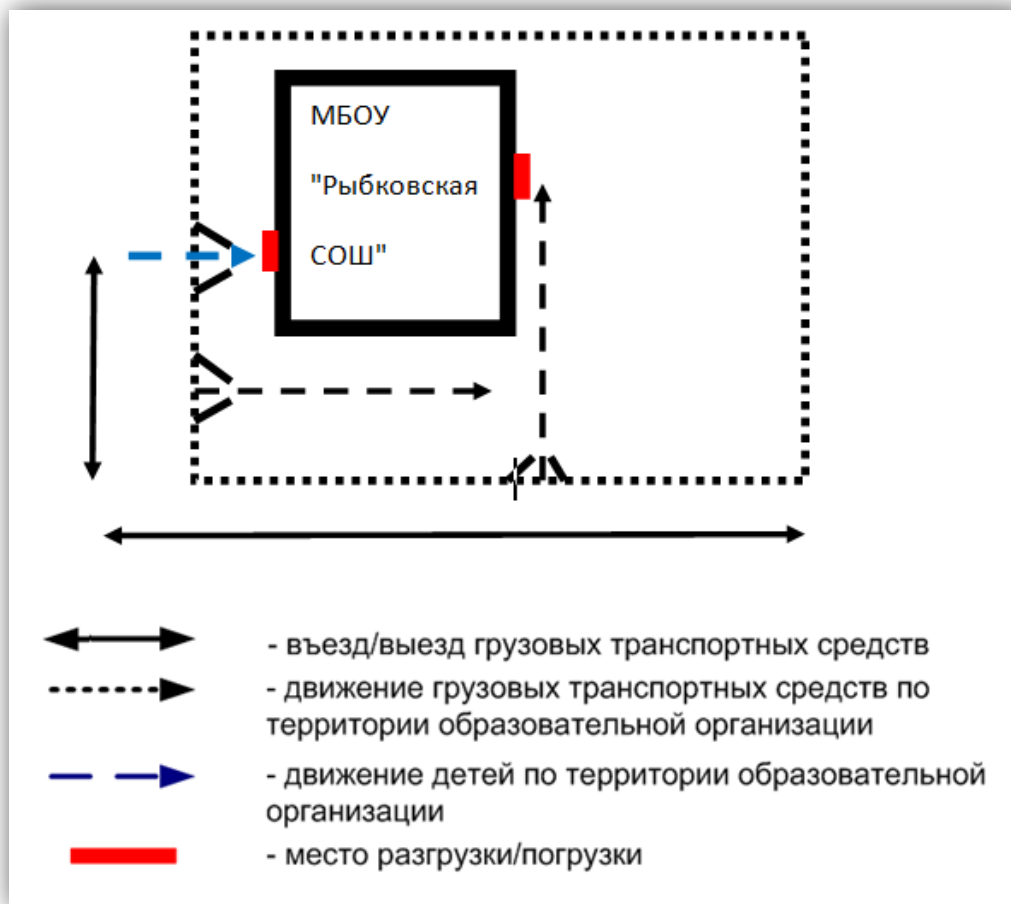 МБОУ
"Рыбковская
СОШ"
- въезд/выезд грузовых транспортных средств
- движение грузовых транспортных средств по
территории образовательной организации
- движение детей по территории образовательной
организации
- место разгрузки/погрузки